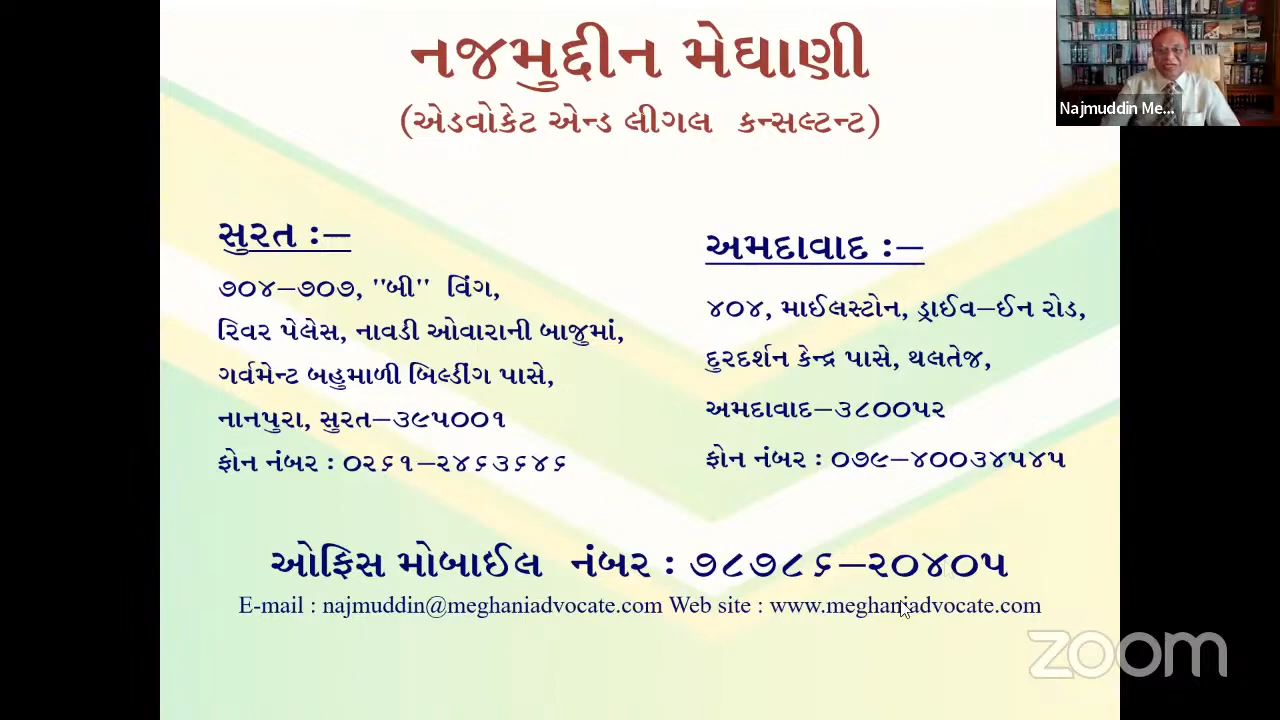 નજમુદ્દીન મેઘાણી
(એડવોકેટ એન્ડ લીગલ કન્સલ્ટન્ટ)
Najmuddin Me...
સુરત :–
૭૦૪–૭૦૭, ''બી'' વિંગ,
રિવર પેલેસ, નાવડી ઓવારાની બાજુમાં,
ગર્વમેન્ટ બહુમાળી બિલ્ડીંગ પાસે,
નાનપુરા, સુરત–૩૯૫૦૦૧
ફોન નંબર : ૦૨૬૧–૨૪૬૩૬૪૬
અમદાવાદ :–
૪૦૪, માઈલસ્ટોન, ડ્રાઈવ–ઈન રોડ,
દુરદર્શન કેન્દ્ર પાસે, થલતેજ,
અમદાવાદ–૩૮૦૦૫૨
ફોન નંબર : ૦૭૯–૪૦૦૩૪૫૪૫
ઓફિસ મોબાઈલ નંબર : ૭૮૭૮૬–૨૦૪૦૫
E-mail : najmuddin@meghaniadvocate.com Web site : www.meghaniadvocate.com
zoom